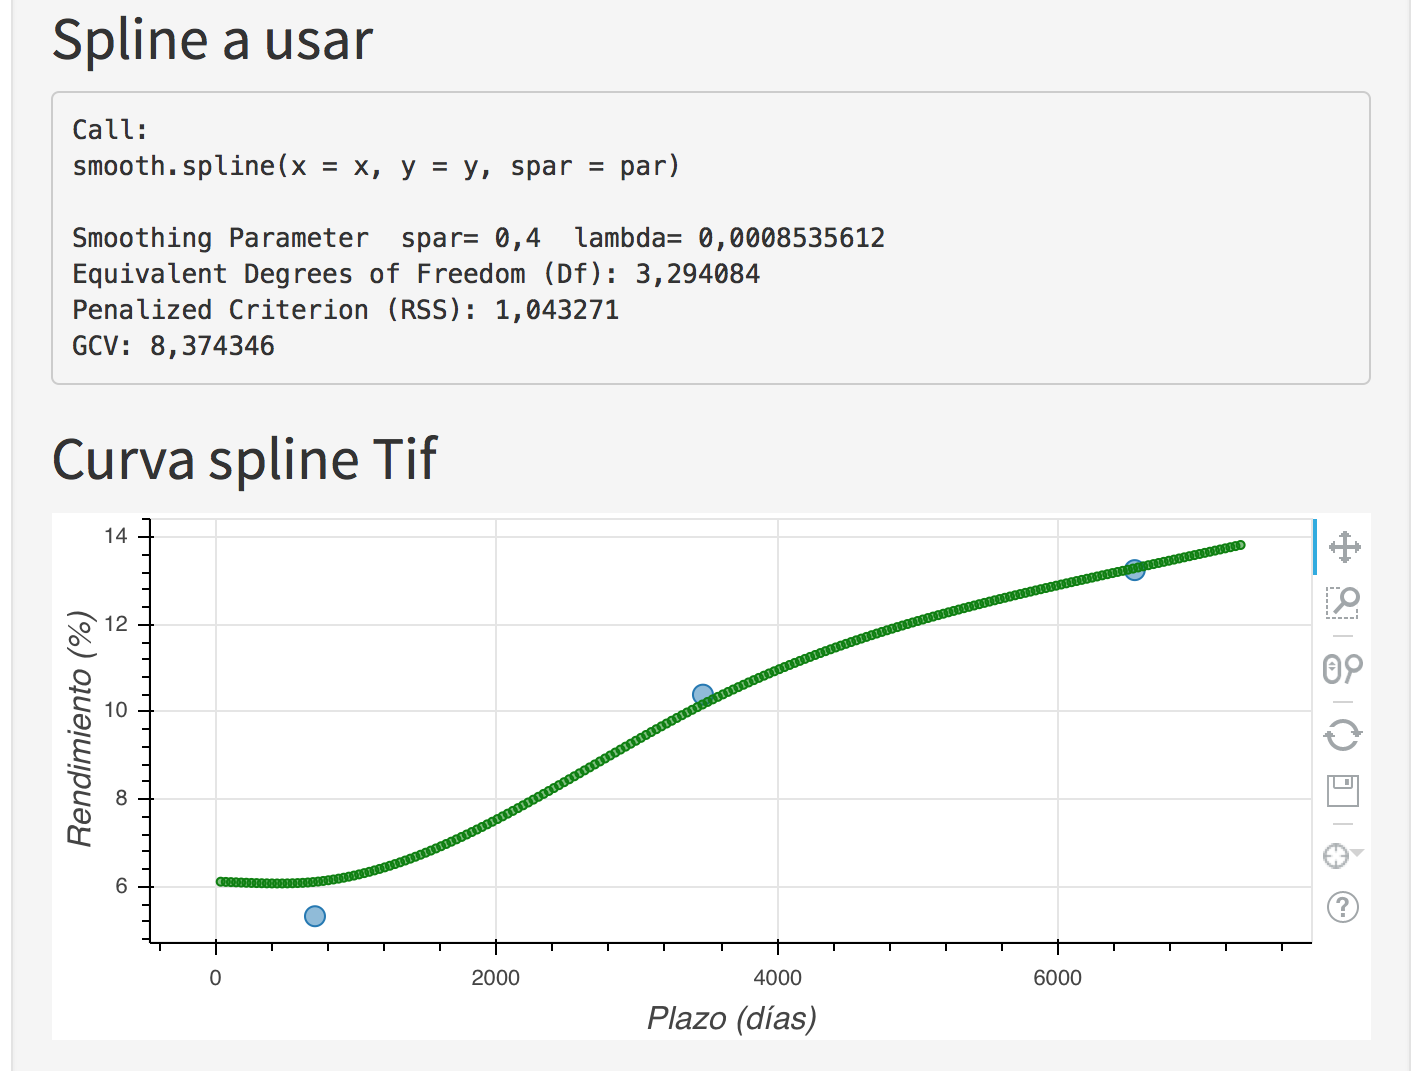 Spline a usar
Call:
smooth.spline(x = x, y = y, spar = par)
Smoothing Parameter  spar= 0,4  lambda= 0,0008535612
Equivalent Degrees of Freedom (Df): 3,294084
Penalized Criterion (RSS): 1,043271
GCV: 8,374346
Curva spline Tif
14
12
10
8
6
Rendimiento (%)
0 2000 4000 6000
Plazo (días)
?